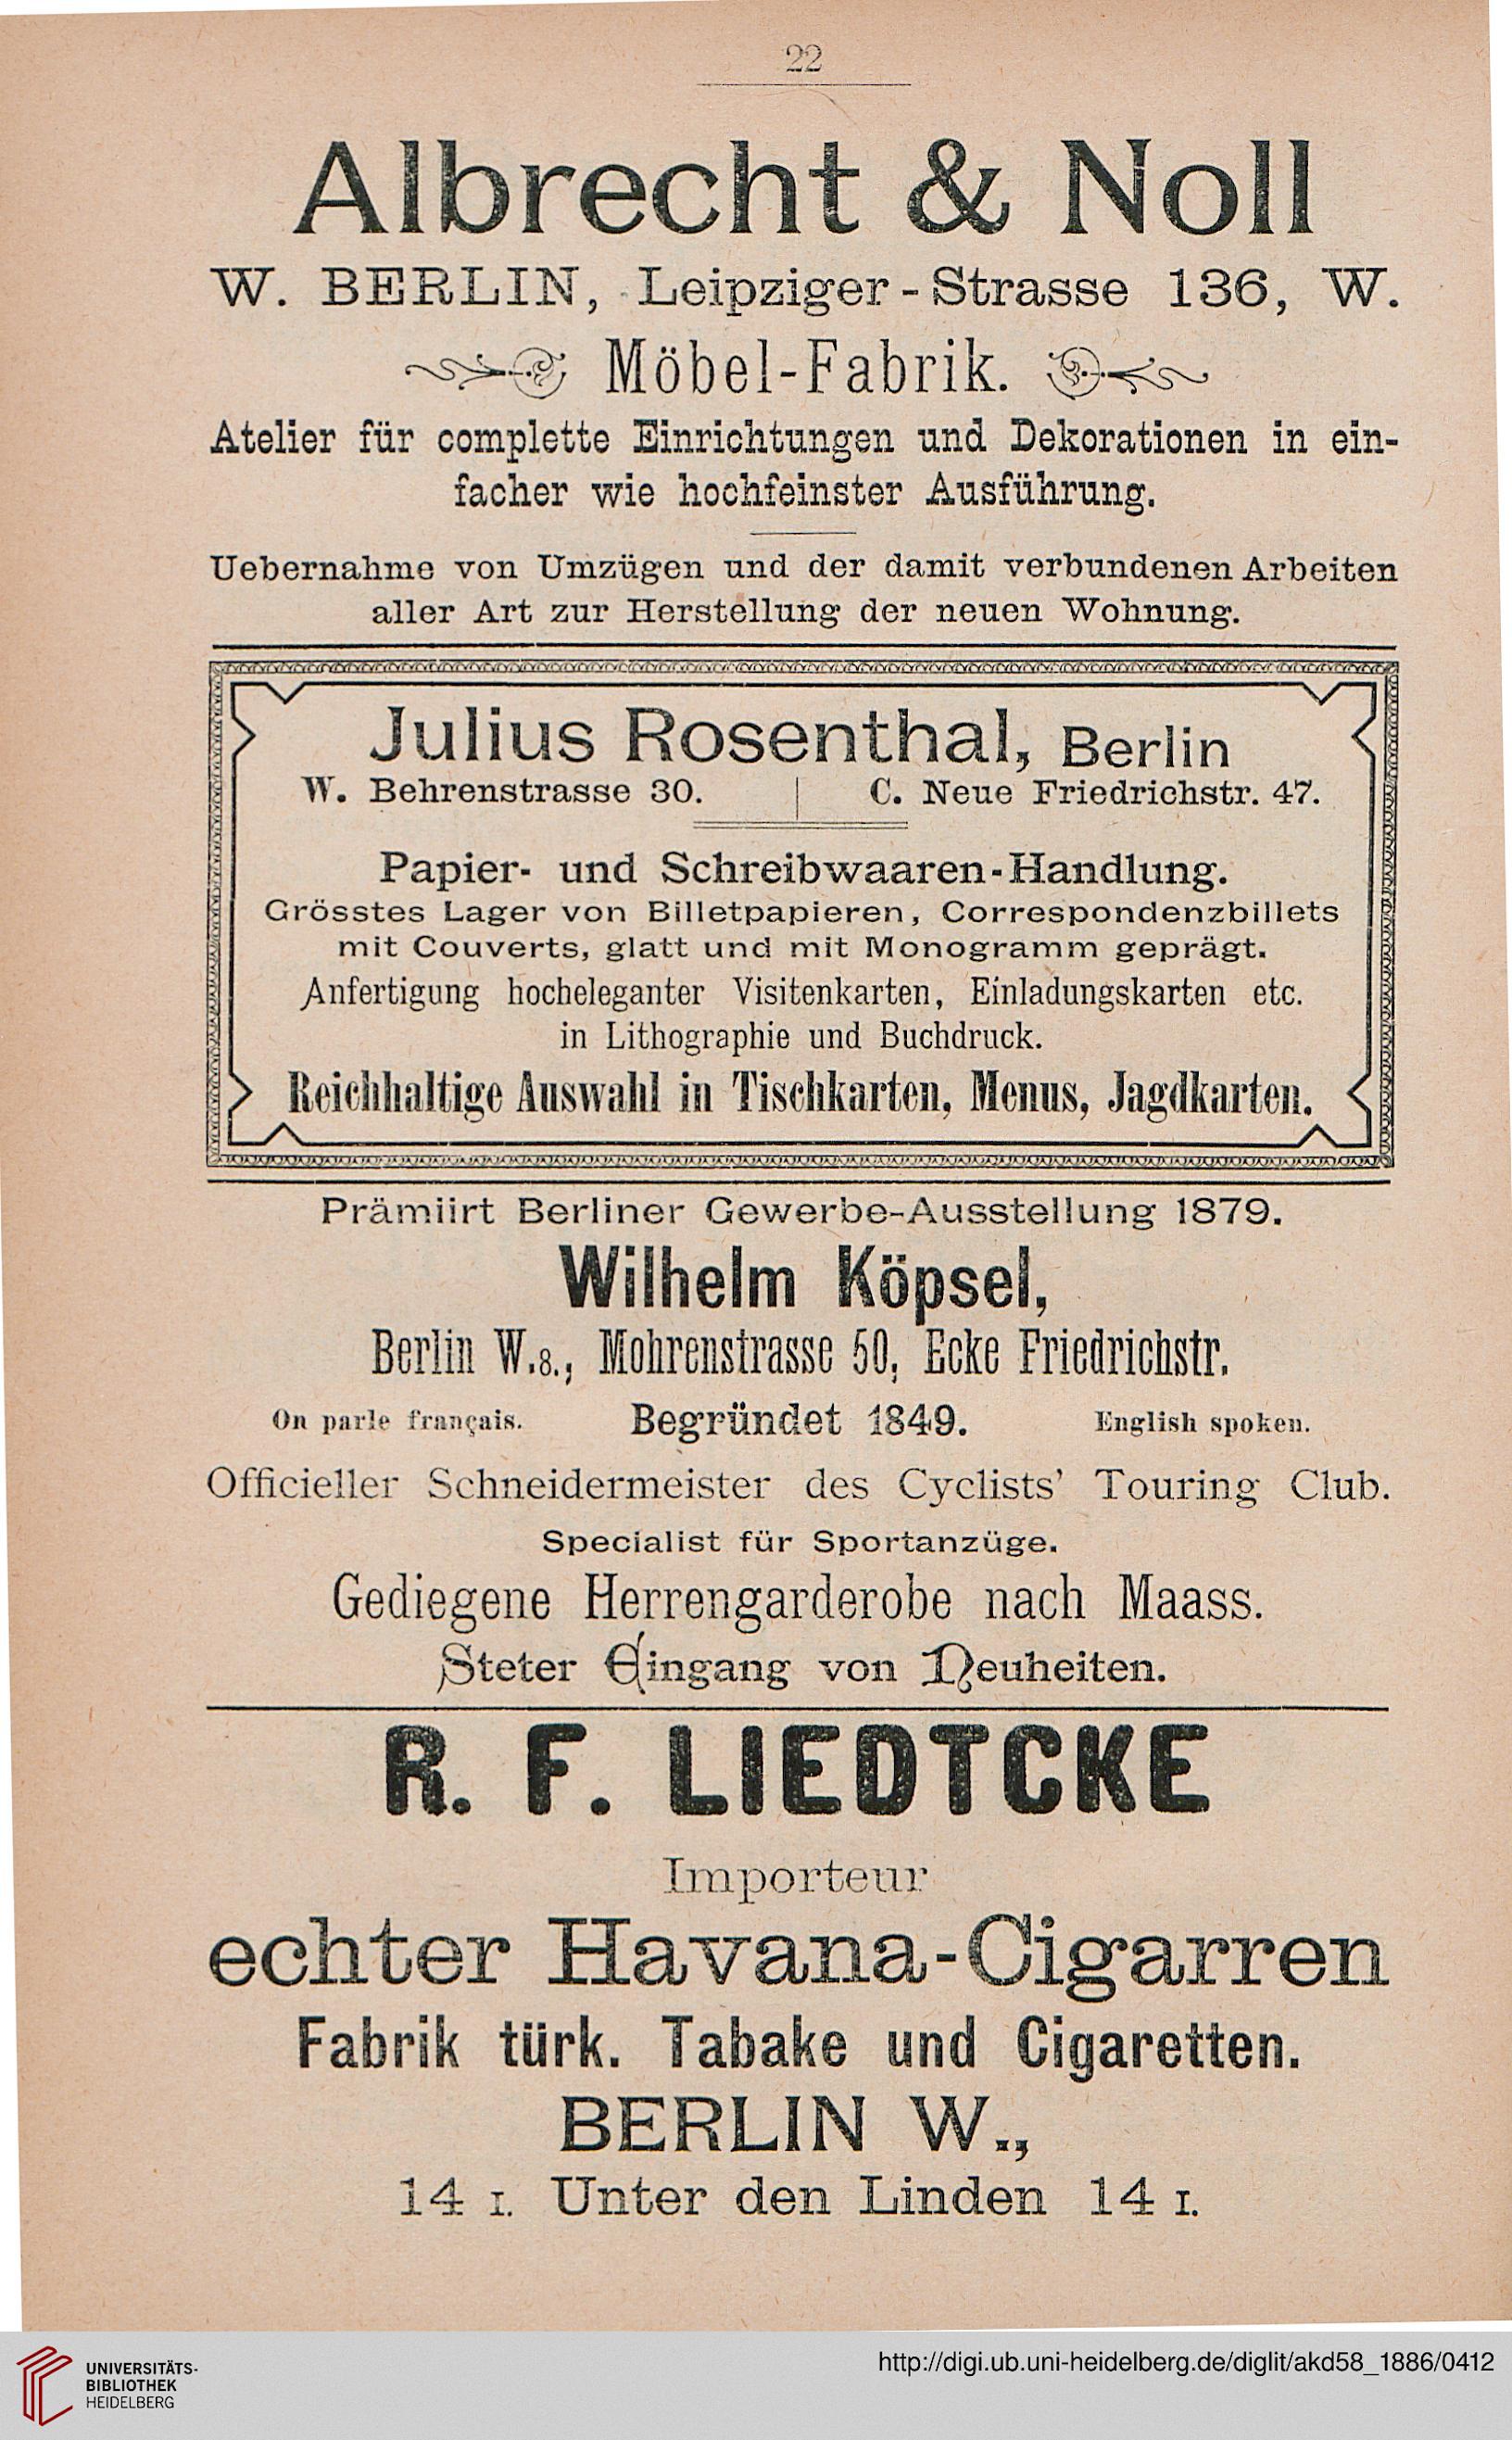 22
Albrecht & Noll
W. BERLIN, Leipziger-Strasse 136, W.
Möbel-Fabrik.
Atelier für complette Einrichtungen und Dekorationen in ein-
facher wie hochfeinster Ausführung.
Uebernahme von Umzügen und der damit verbundenen Arbeiten
aller Art zur Herstellung der neuen Wohnung.
Julius Rosenthal, Berlin
W. Behrenstrasse 30. | C. Neue Friedrichstr. 47.
Papier- und Schreibwaaren-Handlung.
Grösstes Lager von Billetpapieren, Correspondenzbillets
mit Couverts, glatt und mit Monogramm geprägt.
Anfertigung hocheleganter Visitenkarten, Einladungskarten etc.
in Lithographie und Buchdruck.
Reichhaltige Auswahl in Tischkarten, Menus, Jagdkarten.
Prämiirt Berliner Gewerbe-Ausstellung 1879.
Wilhelm Köpsel,
Berlin W.8., Mohrenstrasse 50, Ecke Friedrichstr.
On parle français. Begründet 1849. English spoken.
Officieller Schneidermeister des Cyclists' Touring Club.
Specialist für Sportanzüge.
Gediegene Herrengarderobe nach Maass.
Steter Eingang von Neuheiten.
R. F. LIEDTCKE
Importeur
echter Havana-Cigarren
Fabrik türk. Tabake und Cigaretten.
BERLIN W.,
14 I. Unter den Linden 14 I.
UNIVERSITÄTS-
BIBLIOTHEK
HEIDELBERG
http://digi.ub.uni-heidelberg.de/diglit/akd58_1886/0412